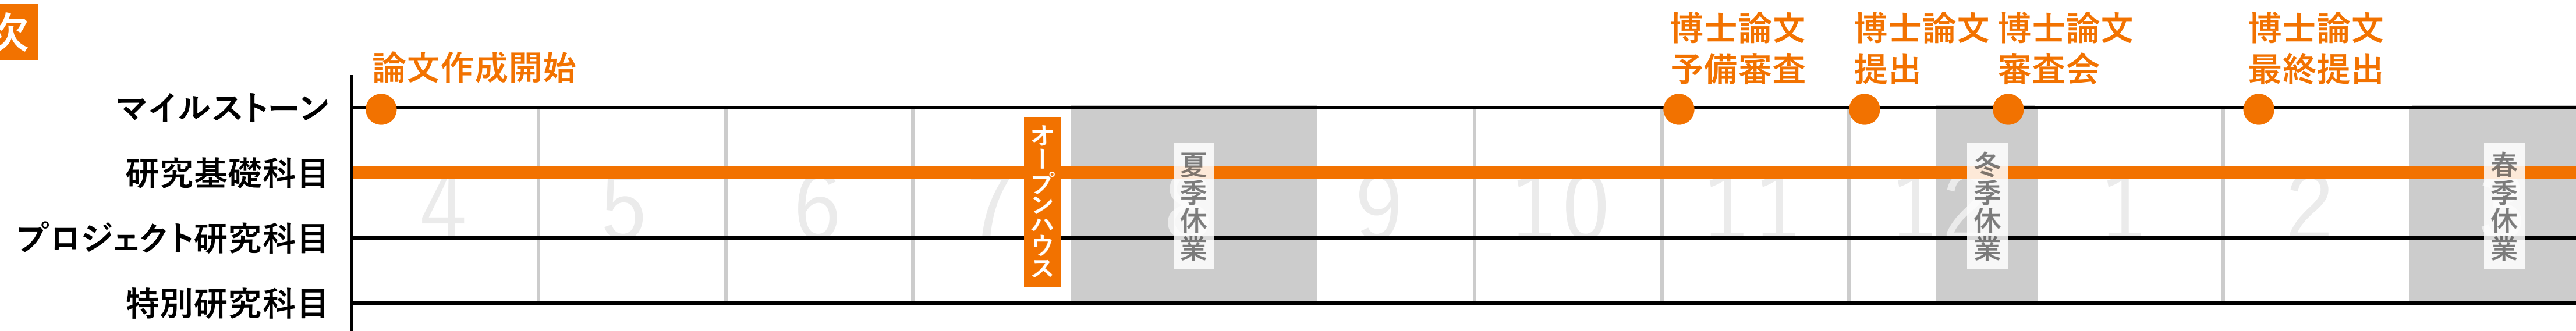 次
論文作成開始
博士論文
予備審査
博士論文
提出
博士論文
審査会
博士論文
最終提出
マイルストーン
研究基礎科目
プロジェクト研究科目
特別研究科目
4
5
6
7
オープンハウス
8
夏季休業
9
10
11
12
冬季休業
1
2
春季休業